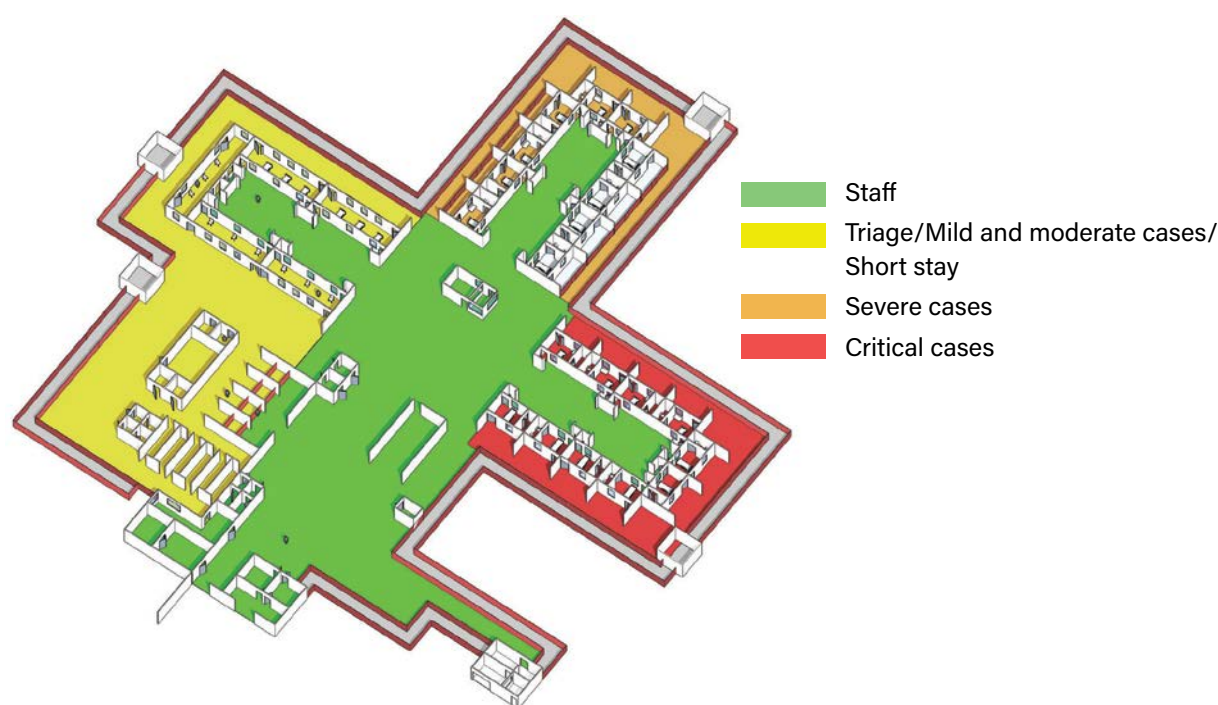 Staff
Triage/Mild and moderate cases/
Short stay
Severe cases
Critical cases